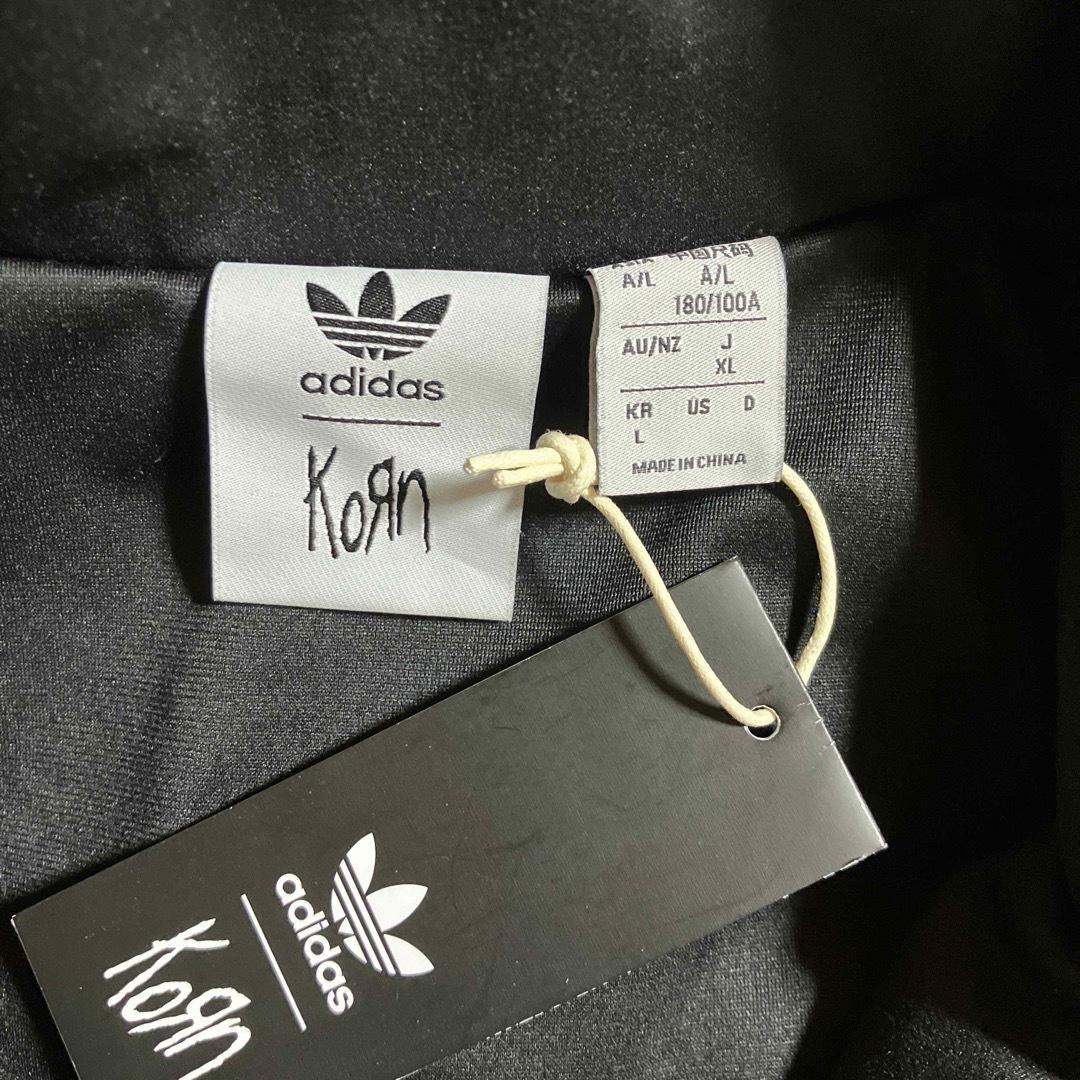 adidas
KoЯn
A/L A/L
180/100A
AU/NZ J
XL
KR US D
L
MADE IN CHINA
adidas
KoЯn